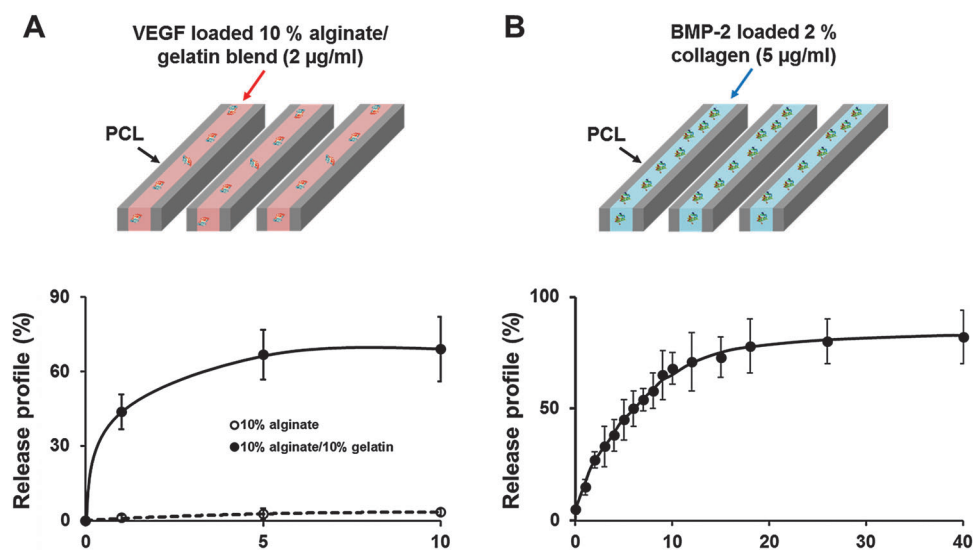 A
VEGF loaded 10 % alginate/
gelatin blend (2 µg/ml)
PCL
Release profile (%)
90
60
30
0
0
5
10
10% alginate
10% alginate/10% gelatin
B
BMP-2 loaded 2 %
collagen (5 µg/ml)
PCL
Release profile (%)
100
50
0
0
10
20
30
40